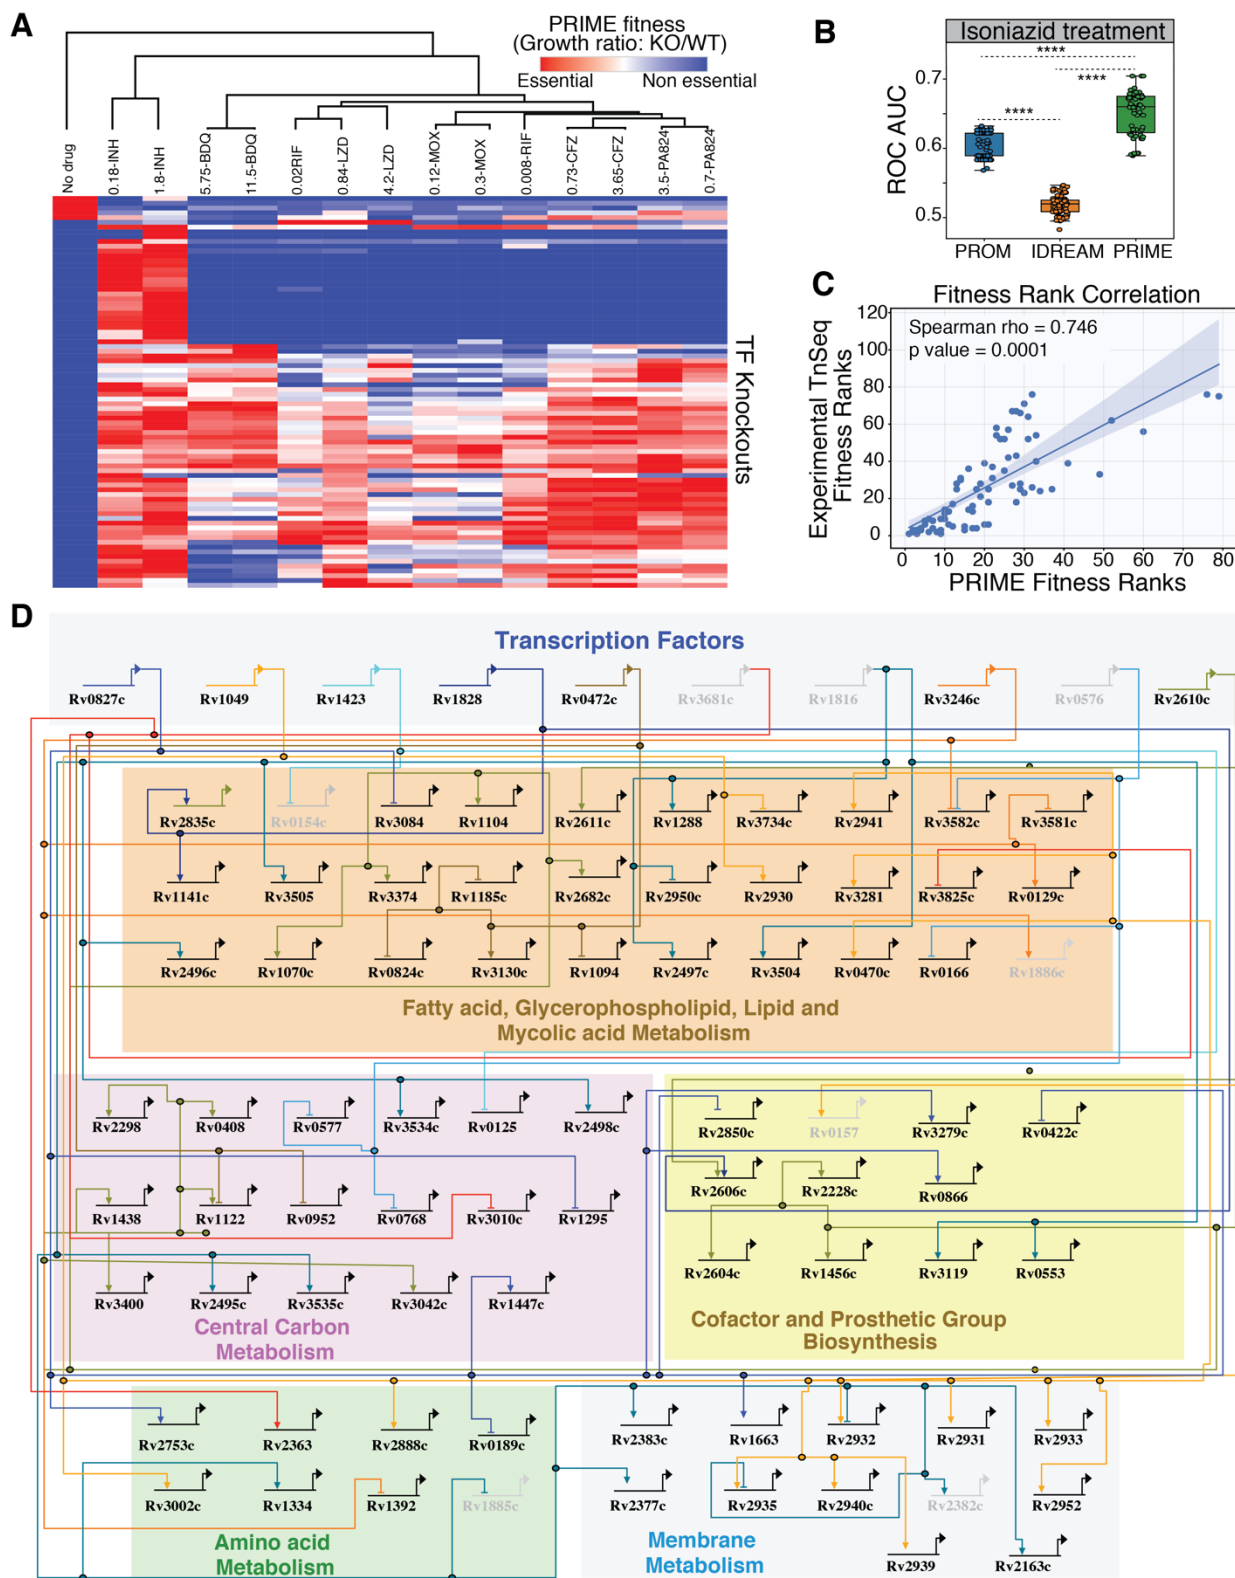 A
PRIME fitness
(Growth ratio: KO/WT)
Essential
Non essential
No drug
0.18-INH
1.8-INH
5.75-BDQ
11.5-BDQ
0.02RIF
0.84-LZD
4.2-LZD
0.12-MOX
0.3-MOX
0.008-RIF
0.73-CFZ
3.65-CFZ
3.5-PA824
0.7-PA824
TF Knockouts
B
Isoniazid treatment
****
****
****
ROC AUC
0.7
0.6
0.5
PROM IDREAM PRIME
C
Fitness Rank Correlation
Spearman rho = 0.746
p value = 0.0001
Experimental TnSeq
Fitness Ranks
120
100
80
60
40
20
0
0 10 20 30 40 50 60 70 80
PRIME Fitness Ranks
D
Transcription Factors
Rv0827c Rv1049 Rv1423 Rv1828 Rv0472c Rv3681c Rv1816 Rv3246c Rv0576 Rv2610c
Rv2835c Rv0154c Rv3084 Rv1104 Rv2611c Rv1288 Rv3734c Rv2941 Rv3582c Rv3581c
Rv1141c Rv3505 Rv3374 Rv1185c Rv2682c Rv2950c Rv2930 Rv3281 Rv3825c Rv0129c
Rv2496c Rv1070c Rv0824c Rv3130c Rv1094 Rv2497c Rv3504 Rv0470c Rv0166 Rv1886c
Fatty acid, Glycerophospholipid, Lipid and
Mycolic acid Metabolism
Rv2298 Rv0408 Rv0577 Rv3534c Rv0125 Rv2498c
Rv1438 Rv1122 Rv0952 Rv0768 Rv3010c Rv1295
Rv3400 Rv2495c Rv3535c Rv3042c Rv1447c
Central Carbon
Metabolism
Rv2850c Rv0157 Rv3279c Rv0422c
Rv2606c Rv2228c Rv0866
Rv2604c Rv1456c Rv3119 Rv0553
Cofactor and Prosthetic Group
Biosynthesis
Rv2753c Rv2363 Rv2888c Rv0189c
Rv3002c Rv1334 Rv1392 Rv1885c
Amino acid
Metabolism
Rv2383c Rv1663 Rv2932 Rv2931 Rv2933
Rv2377c Rv2935 Rv2940c Rv2382c Rv2952
Rv2939 Rv2163c
Membrane
Metabolism